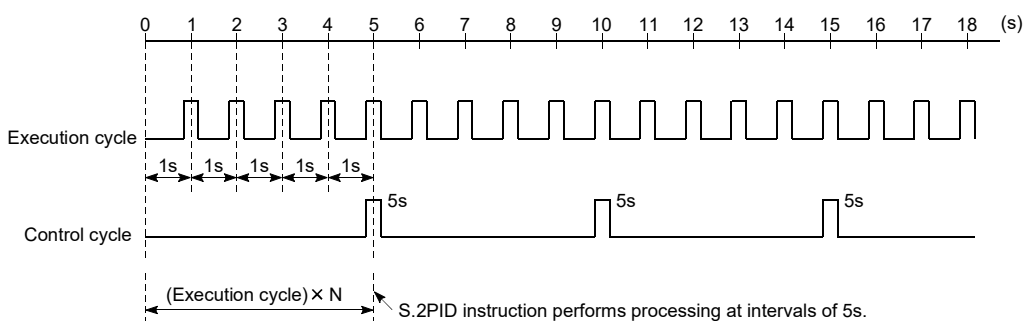 0 1 2 3 4 5 6 7 8 9 10 11 12 13 14 15 16 17 18 (s)
Execution cycle
1s 1s 1s 1s 1s
5s 5s 5s
Control cycle
(Execution cycle) × N
S.2PID instruction performs processing at intervals of 5s.